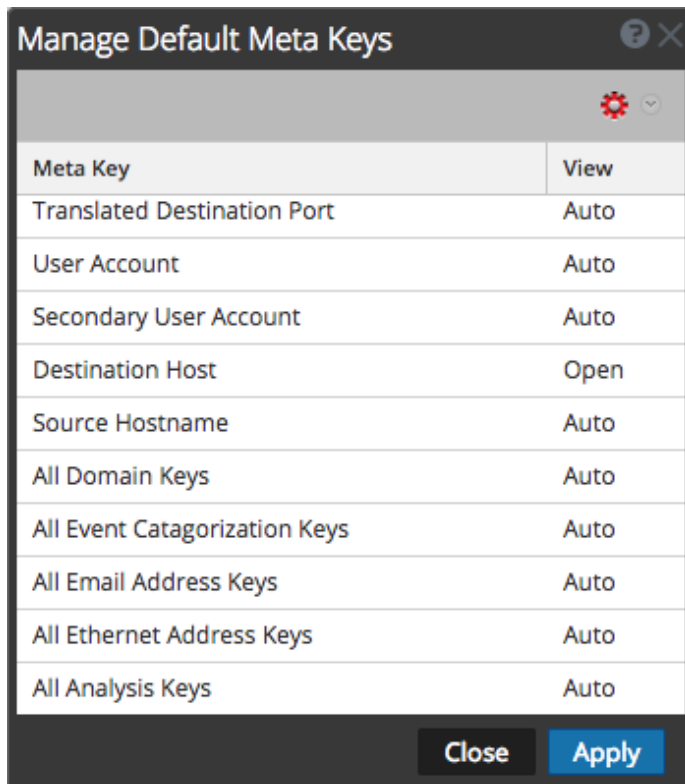 Manage Default Meta Keys
Meta Key View
Translated Destination Port Auto
User Account Auto
Secondary User Account Auto
Destination Host Open
Source Hostname Auto
All Domain Keys Auto
All Event Catagorization Keys Auto
All Email Address Keys Auto
All Ethernet Address Keys Auto
All Analysis Keys Auto
Close Apply